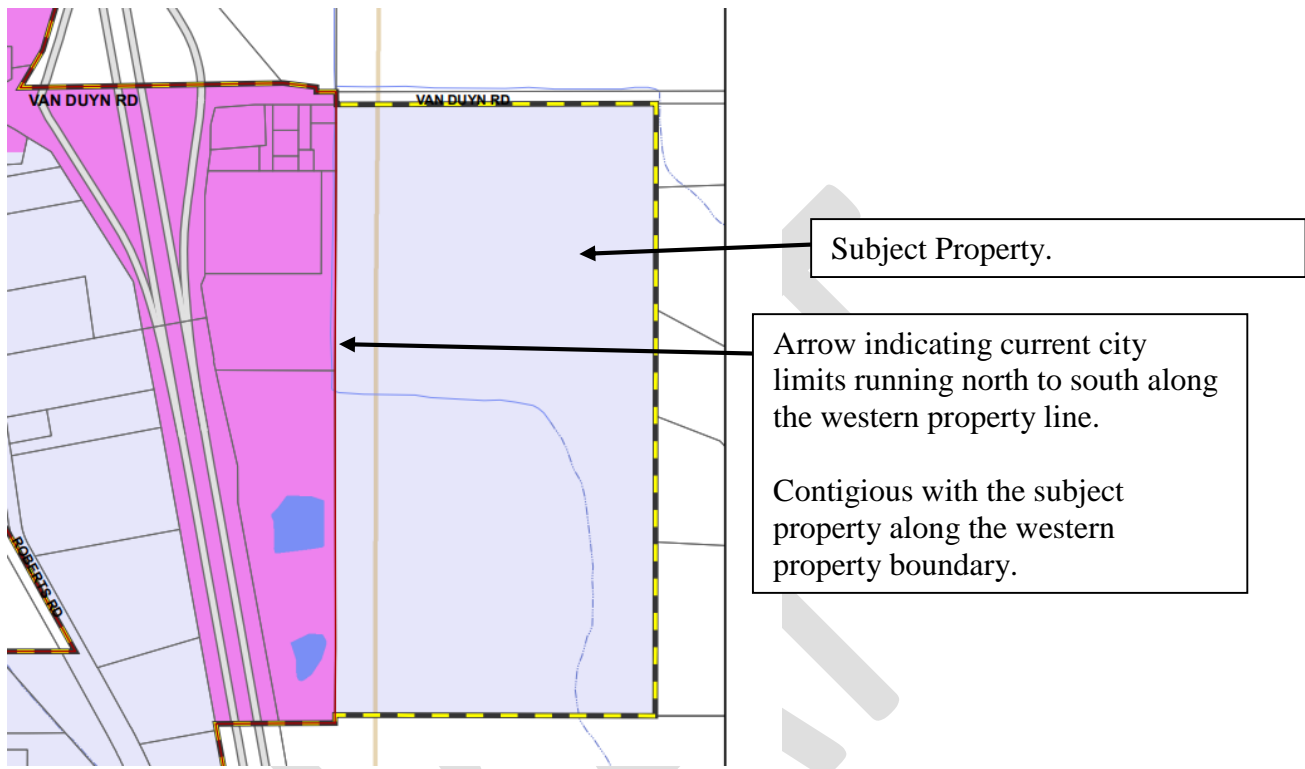 VAN DUYN RD
VAN DUYN RD
Subject Property.
Arrow indicating current city
limits running north to south along
the western property line.
Contigious with the subject
property along the western
property boundary.
ROBERTS RD